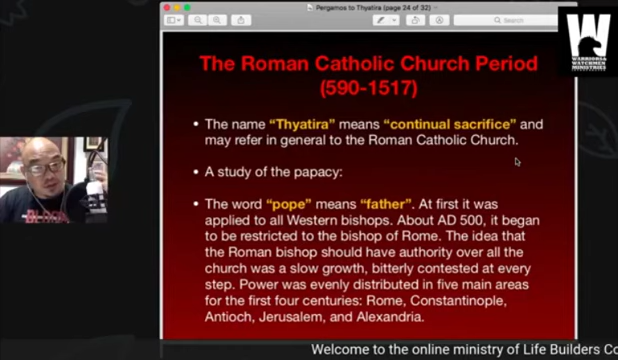 Pergamos to Thyatira (page 24 of 32)
Search
WARRIORS &
WATCHMEN
MINISTRIES
The Roman Catholic Church Period
(590-1517)
• The name “Thyatira” means “continual sacrifice” and
may refer in general to the Roman Catholic Church.
• A study of the papacy:
• The word “pope” means “father”. At first it was
applied to all Western bishops. About AD 500, it began
to be restricted to the bishop of Rome. The idea that
the Roman bishop should have authority over all the
church was a slow growth, bitterly contested at every
step. Power was evenly distributed in five main areas
for the first four centuries: Rome, Constantinople,
Antioch, Jerusalem, and Alexandria.
Welcome to the online ministry of Life Builders Co